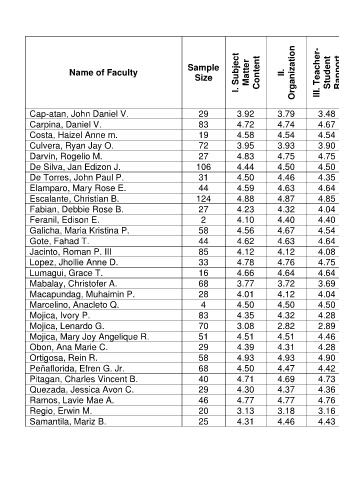 Name of Faculty Sample Size I. Subject Matter Content II. Organization III. Teacher-Student Rapport
Cap-atan, John Daniel V. 29 3.92 3.79 3.48
Carpina, Daniel V. 83 4.72 4.74 4.67
Costa, Haizel Anne m. 19 4.58 4.54 4.54
Culvera, Ryan Jay O. 72 3.95 3.93 3.90
Darvin, Rogelio M. 27 4.83 4.75 4.75
De Silva, Jan Edizon J. 106 4.44 4.50 4.50
De Torres, John Paul P. 31 4.50 4.46 4.35
Elamparo, Mary Rose E. 44 4.59 4.63 4.64
Escalante, Christian B. 124 4.88 4.87 4.85
Fabian, Debbie Rose B. 27 4.23 4.32 4.04
Feranil, Edison E. 2 4.10 4.40 4.40
Galicha, Maria Kristina P. 58 4.56 4.67 4.54
Gote, Fahad T. 44 4.62 4.63 4.64
Jacinto, Roman P. III 85 4.12 4.12 4.08
Lopez, Jhollie Anne D. 33 4.78 4.76 4.75
Lumagui, Grace T. 16 4.66 4.64 4.64
Mabalay, Christofer A. 68 3.77 3.72 3.69
Macapundag, Muhaimin P. 28 4.01 4.12 4.04
Marcelino, Anacleto Q. 4 4.50 4.50 4.50
Mojica, Ivory P. 83 4.35 4.32 4.28
Mojica, Lenardo G. 70 3.08 2.82 2.89
Mojica, Mary Joy Angelique R. 51 4.51 4.51 4.46
Obon, Ana Marie C. 29 4.39 4.31 4.28
Ortigosa, Rein R. 58 4.93 4.93 4.90
Peñaflorida, Efren G. Jr. 68 4.50 4.47 4.42
Pitagan, Charles Vincent B. 40 4.71 4.69 4.73
Quezada, Jessica Avon C. 29 4.30 4.37 4.36
Ramos, Lavie Mae A. 46 4.77 4.77 4.76
Regio, Erwin M. 20 3.13 3.18 3.16
Samantila, Mariz B. 25 4.31 4.46 4.43